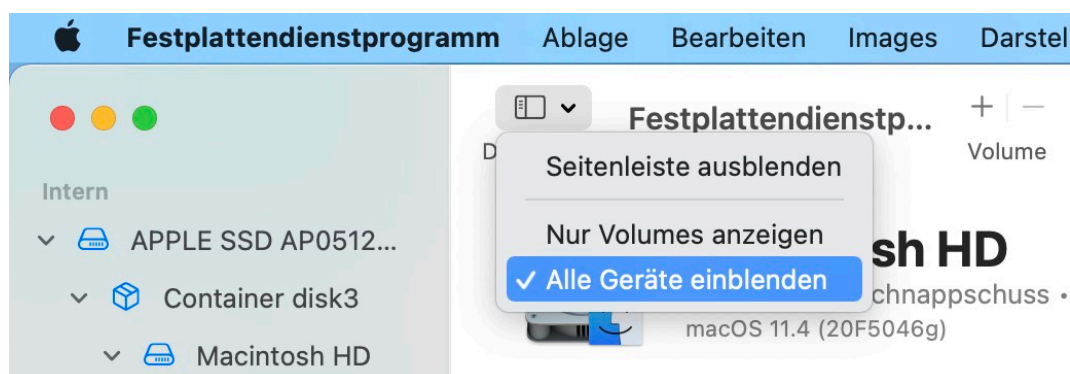 Festplattendienstprogramm Ablage Bearbeiten Images
Festplattendienstp...
Volume
Seitenleiste ausblenden
Intern
APPLE SSD AP0512...
Nur Volumes anzeigen
sh HD
Alle Geräte einblenden
chnappschuss •
Container disk3
macOS 11.4 (20F5046g)
Macintosh HD